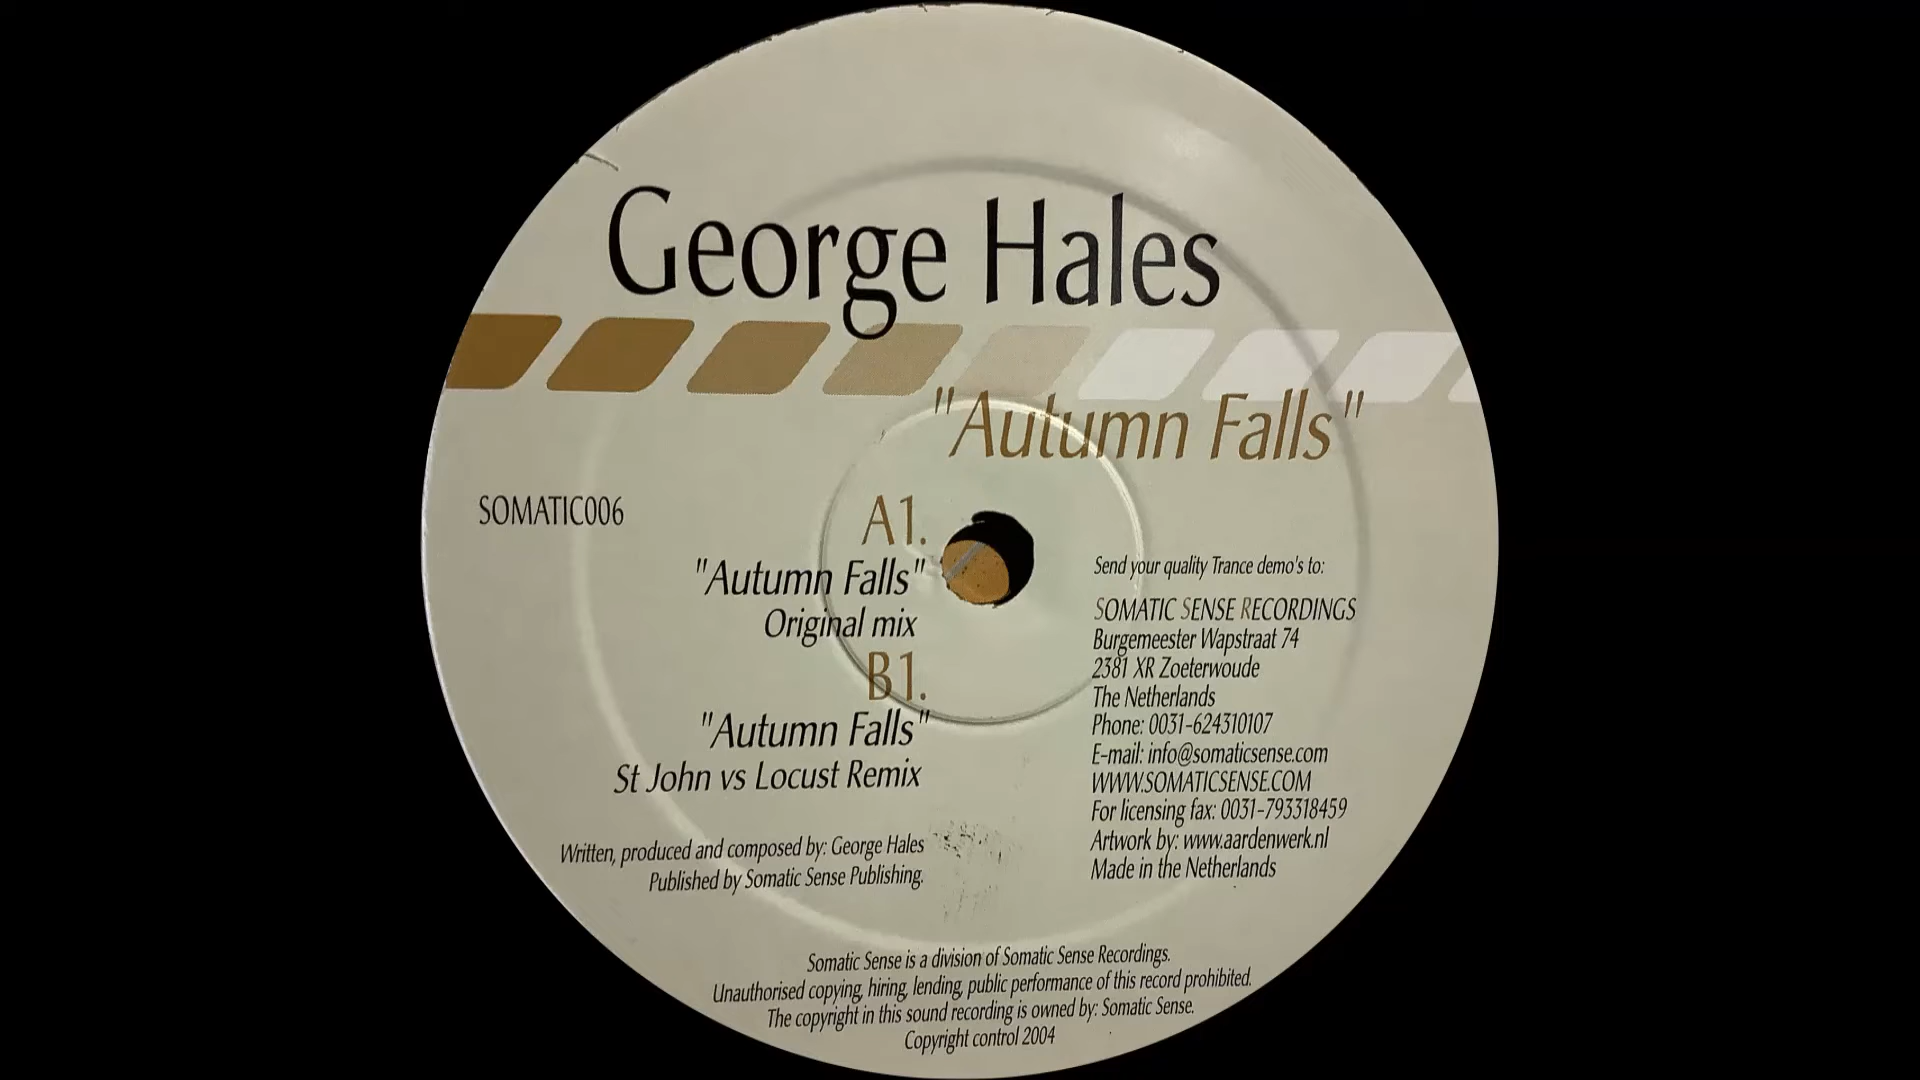 George Hales
"Autumn Falls"
SOMATIC006
A1.
"Autumn Falls"
Original mix
B1.
"Autumn Falls"
St John vs Locust Remix
Written, produced and composed by: George Hales
Published by Somatic Sense Publishing.
Send your quality Trance demo's to:
SOMATIC SENSE RECORDINGS
Burgemeester Wapstraat 74
2381 XR Zoeterwoude
The Netherlands
Phone: 0031-624310107
E-mail: info@somaticsense.com
WWW.SOMATICSENSE.COM
For licensing fax: 0031-793318459
Artwork by: www.aardenwerk.nl
Made in the Netherlands
Somatic Sense is a division of Somatic Sense Recordings.
Unauthorised copying, hiring, lending, public performance of this record prohibited.
The copyright in this sound recording is owned by: Somatic Sense.
Copyright control 2004